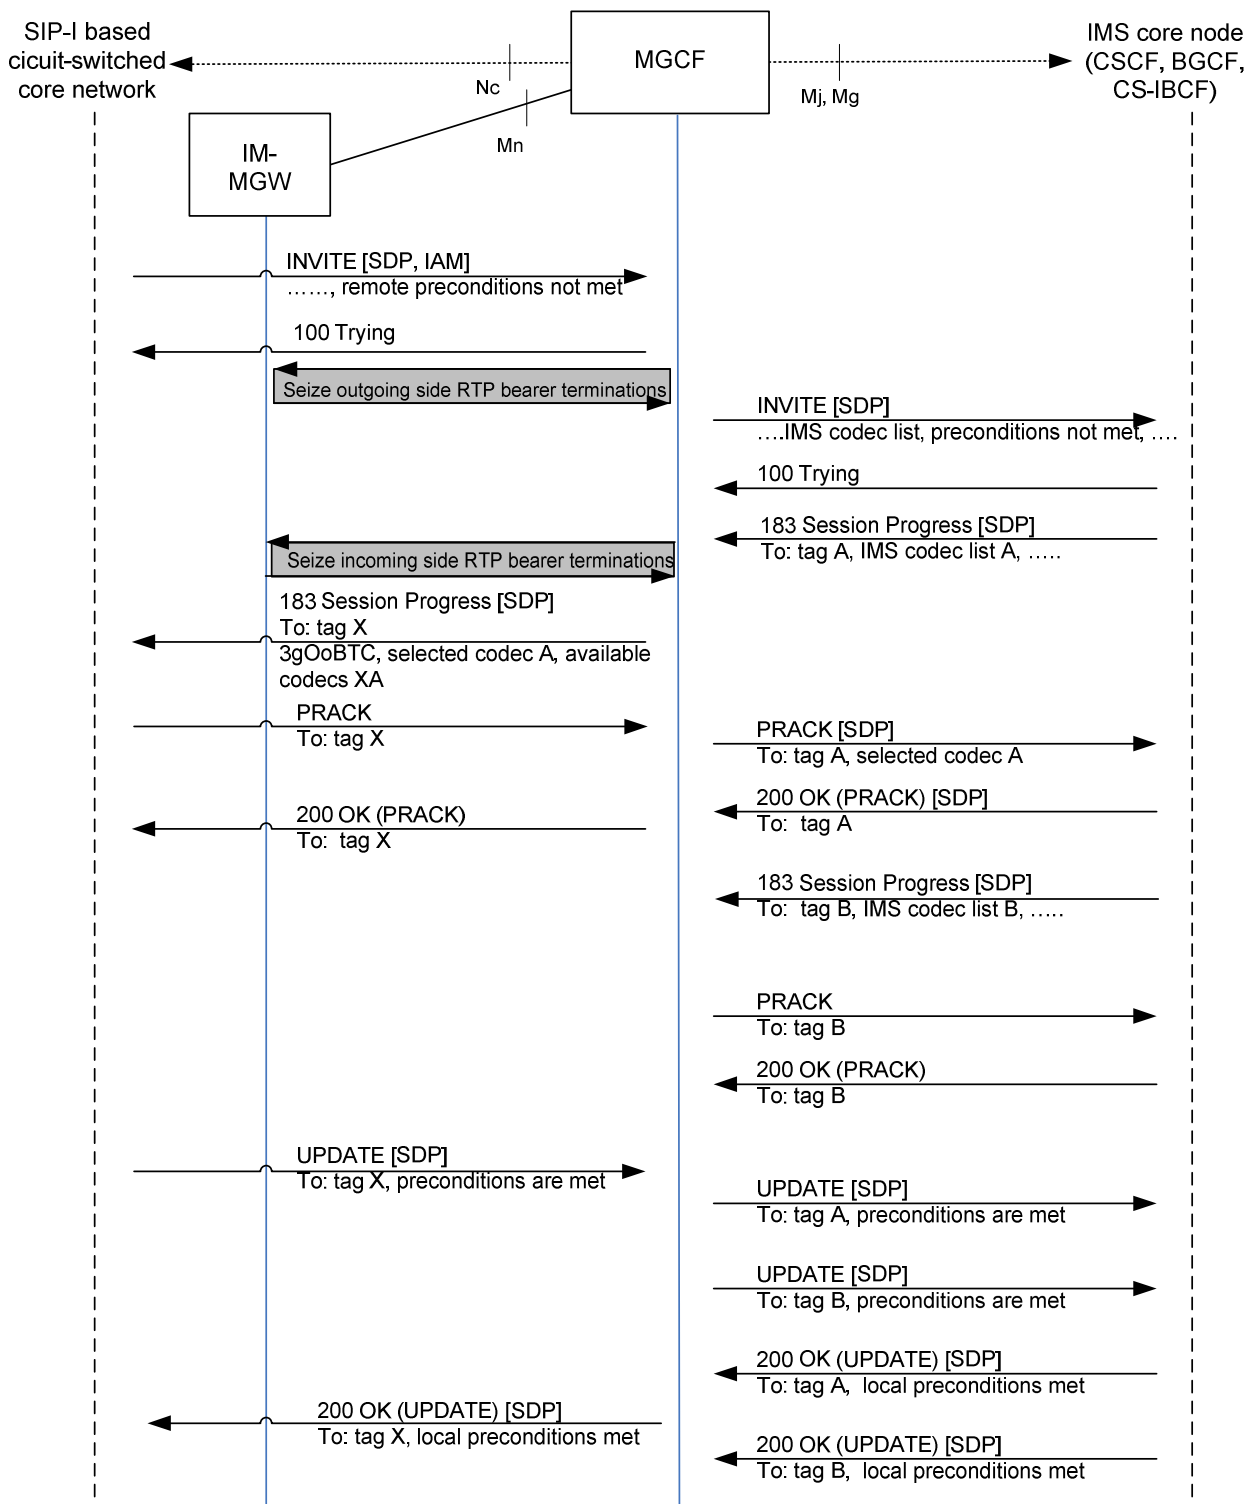 SIP-I based
cicuit-switched
core network
MGCF
IMS core node
(CSCF, BGCF,
CS-IBCF)
Nc
Mj, Mg
Mn
IM-
MGW
INVITE [SDP, IAM]
……, remote preconditions not met
100 Trying
Seize outgoing side RTP bearer terminations
INVITE [SDP]
….IMS codec list, preconditions not met, ….
100 Trying
183 Session Progress [SDP]
To: tag A, IMS codec list A, …..
Seize incoming side RTP bearer terminations
183 Session Progress [SDP]
To: tag X
3gOoBTC, selected codec A, available
codecs XA
PRACK
To: tag X
PRACK [SDP]
To: tag A, selected codec A
200 OK (PRACK) [SDP]
To: tag A
200 OK (PRACK)
To: tag X
183 Session Progress [SDP]
To: tag B, IMS codec list B, …..
PRACK
To: tag B
200 OK (PRACK)
To: tag B
UPDATE [SDP]
To: tag X, preconditions are met
UPDATE [SDP]
To: tag A, preconditions are met
UPDATE [SDP]
To: tag B, preconditions are met
200 OK (UPDATE) [SDP]
To: tag A, local preconditions met
200 OK (UPDATE) [SDP]
To: tag X, local preconditions met
200 OK (UPDATE) [SDP]
To: tag B, local preconditions met